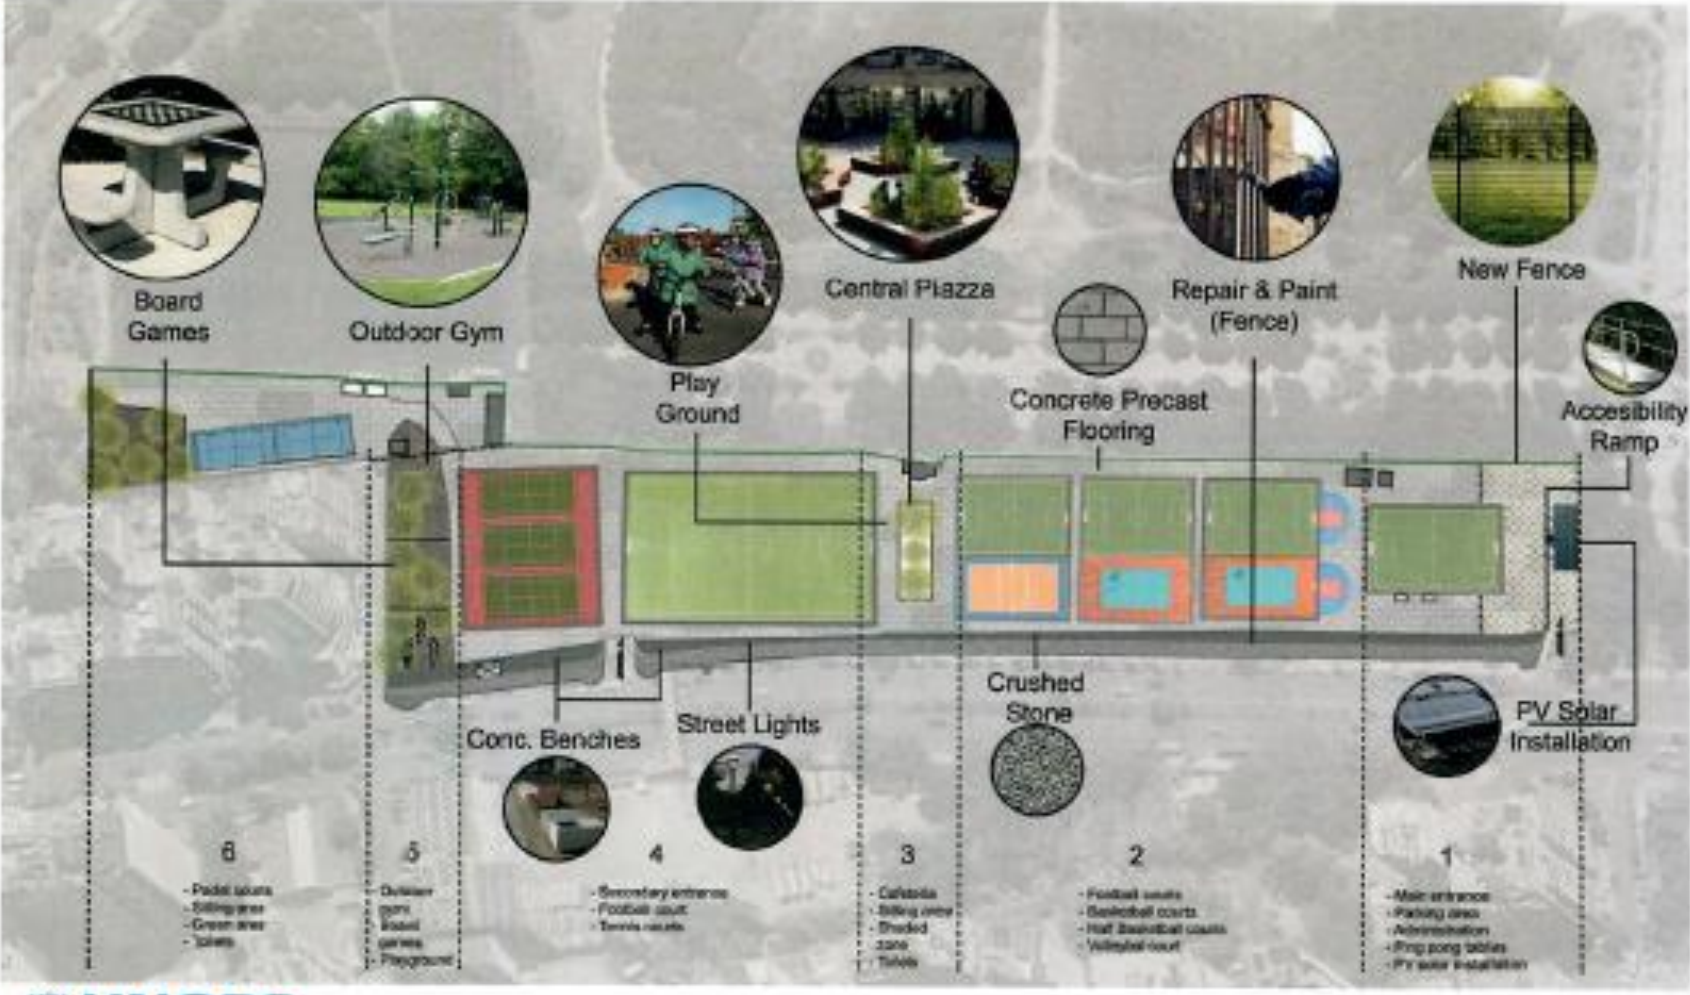 Board
Games
Outdoor Gym
Play
Ground
Central Piazza
Concrete Precast
Flooring
Repair & Paint
(Fence)
New Fence
Accesibility
Ramp
Conc. Benches
Street Lights
Crushed
Stone
PV Solar
Installation
6
- Padel courts
- Sitting area
- Green area
- Toilets
5
- Outdoor
gym
- Board
games
- Playground
4
- Secondary entrance
- Football court
- Tennis courts
3
- Cafeteria
- Sitting area
- Shaded
zone
- Toilets
2
- Football courts
- Basketball courts
- Half Basketball courts
- Volleyball court
1
- Main entrance
- Parking area
- Administration
- Ping pong tables
- PV solar installation